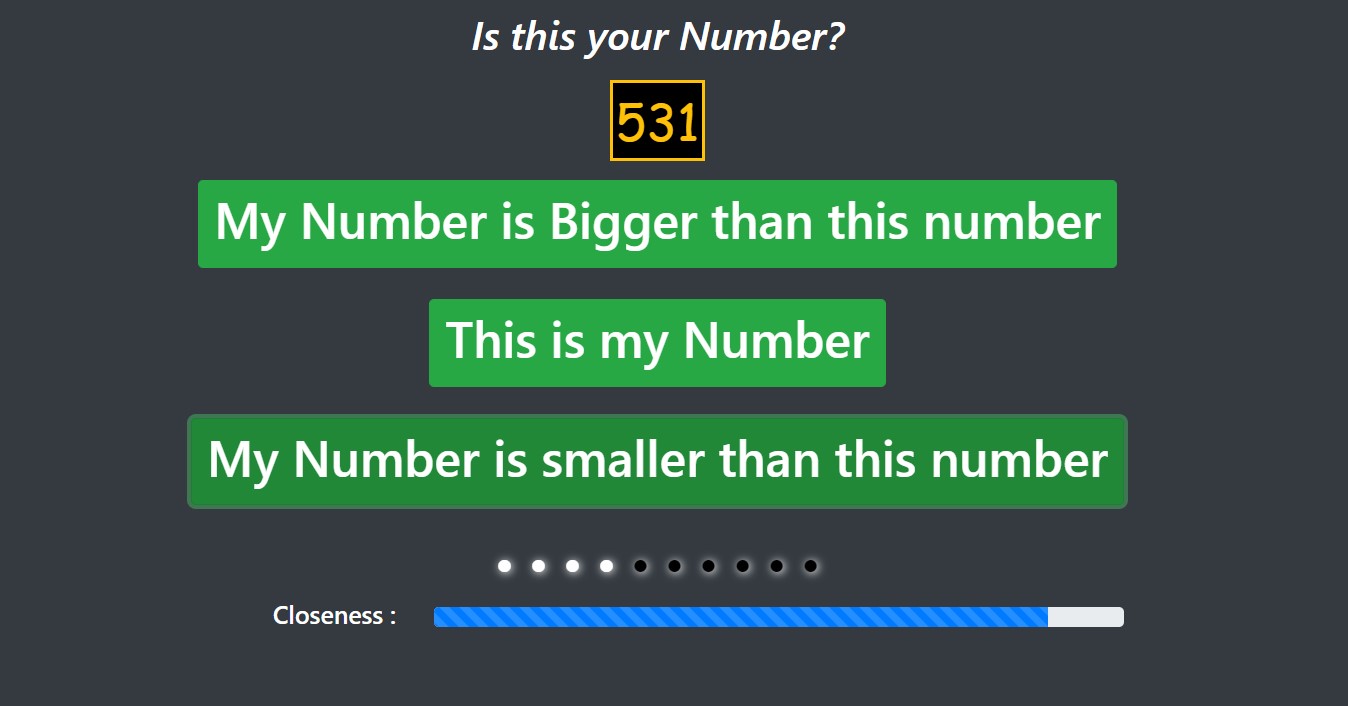 Is this your Number?
531
My Number is Bigger than this number
This is my Number
My Number is smaller than this number
Closeness :